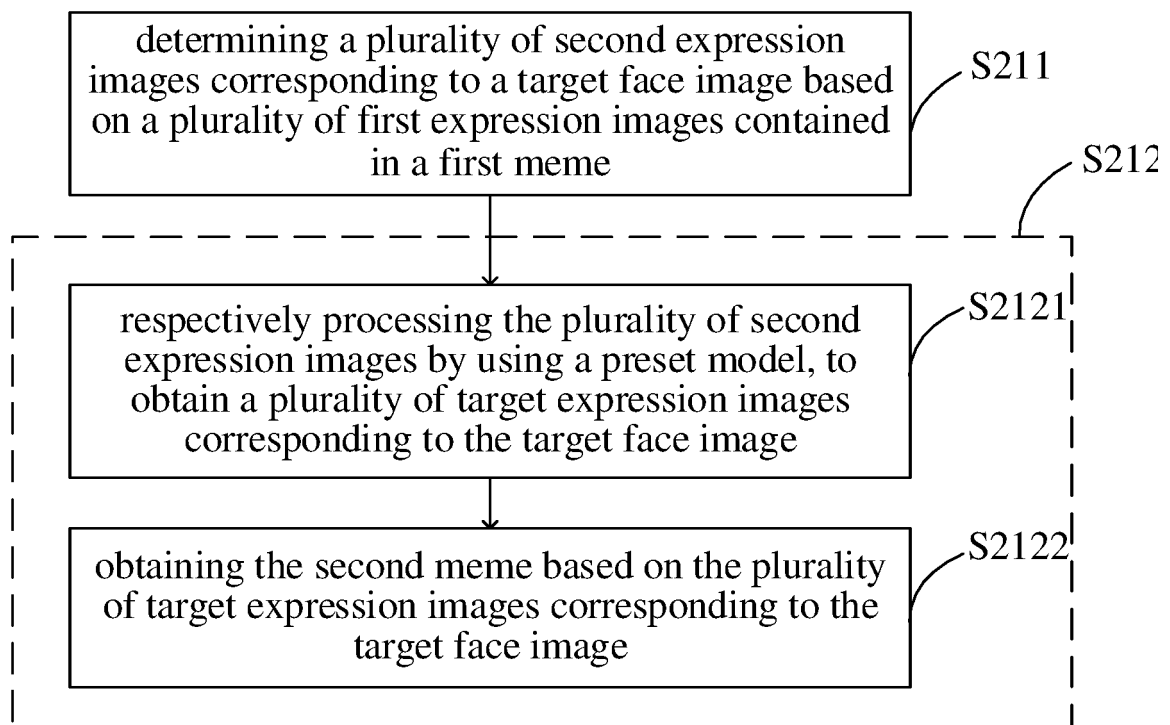 determining a plurality of second expression
images corresponding to a target face image based
on a plurality of first expression images contained
in a first meme
S211
S212
respectively processing the plurality of second
expression images by using a preset model, to
obtain a plurality of target expression images
corresponding to the target face image
S2121
obtaining the second meme based on the plurality
of target expression images corresponding to the
target face image
S2122